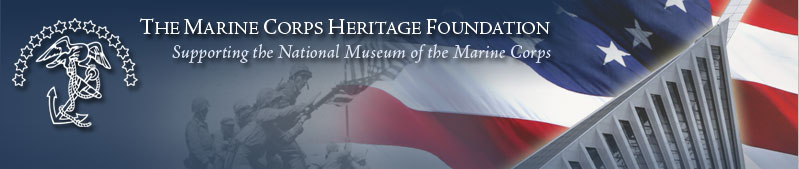 The Marine Corps Heritage Foundation
Supporting the National Museum of the Marine Corps